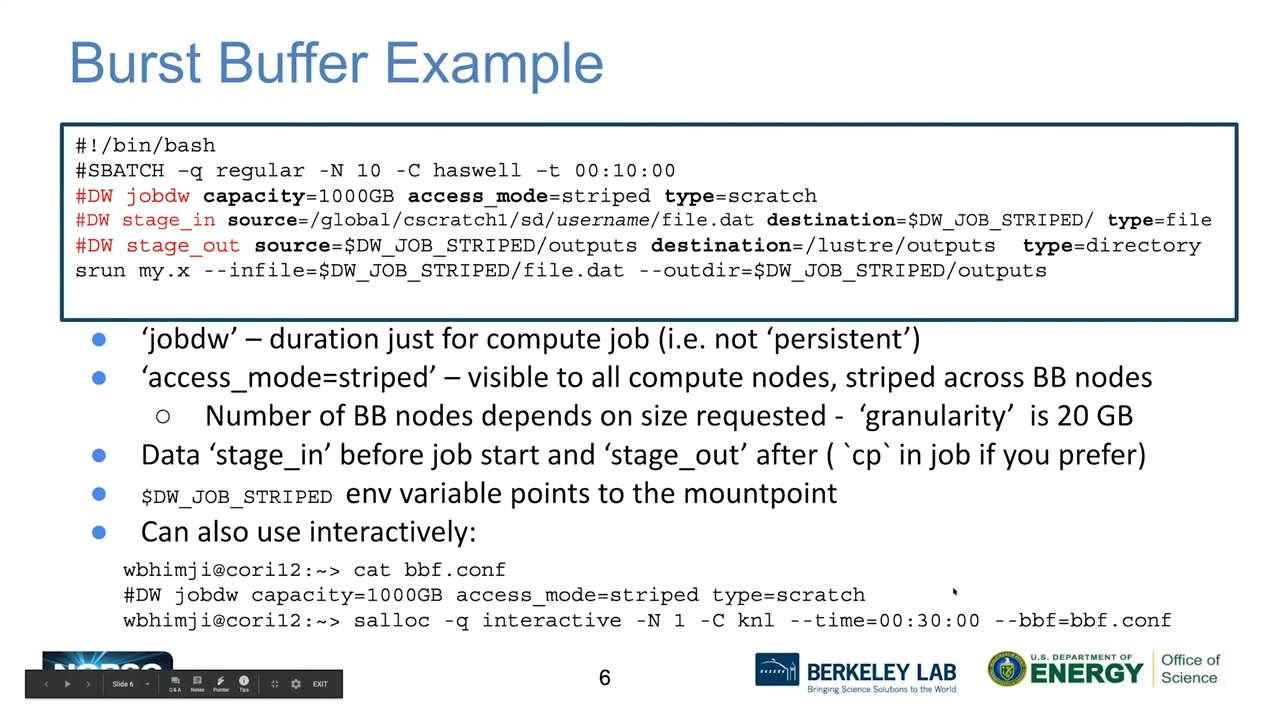 Burst Buffer Example
#!/bin/bash
#SBATCH –q regular -N 10 -C haswell –t 00:10:00
#DW jobdw capacity=1000GB access_mode=striped type=scratch
#DW stage_in source=/global/cscratch1/sd/username/file.dat destination=$DW_JOB_STRIPED/ type=file
#DW stage_out source=$DW_JOB_STRIPED/outputs destination=/lustre/outputs type=directory
srun my.x --infile=$DW_JOB_STRIPED/file.dat --outdir=$DW_JOB_STRIPED/outputs
● ‘jobdw’ – duration just for compute job (i.e. not ‘persistent’)
● ‘access_mode=striped’ – visible to all compute nodes, striped across BB nodes
○ Number of BB nodes depends on size requested - ‘granularity’ is 20 GB
● Data ‘stage_in’ before job start and ‘stage_out’ after ( `cp` in job if you prefer)
● $DW_JOB_STRIPED env variable points to the mountpoint
● Can also use interactively:
wbhimji@cori12:~> cat bbf.conf
#DW jobdw capacity=1000GB access_mode=striped type=scratch
wbhimji@cori12:~> salloc -q interactive -N 1 -C knl --time=00:30:00 --bbf=bbf.conf
Slide 6
Q&A
Notes
Pointer
Tips
EXIT
6
BERKELEY LAB
Bringing Science Solutions to the World
U.S. DEPARTMENT OF
ENERGY
Office of
Science